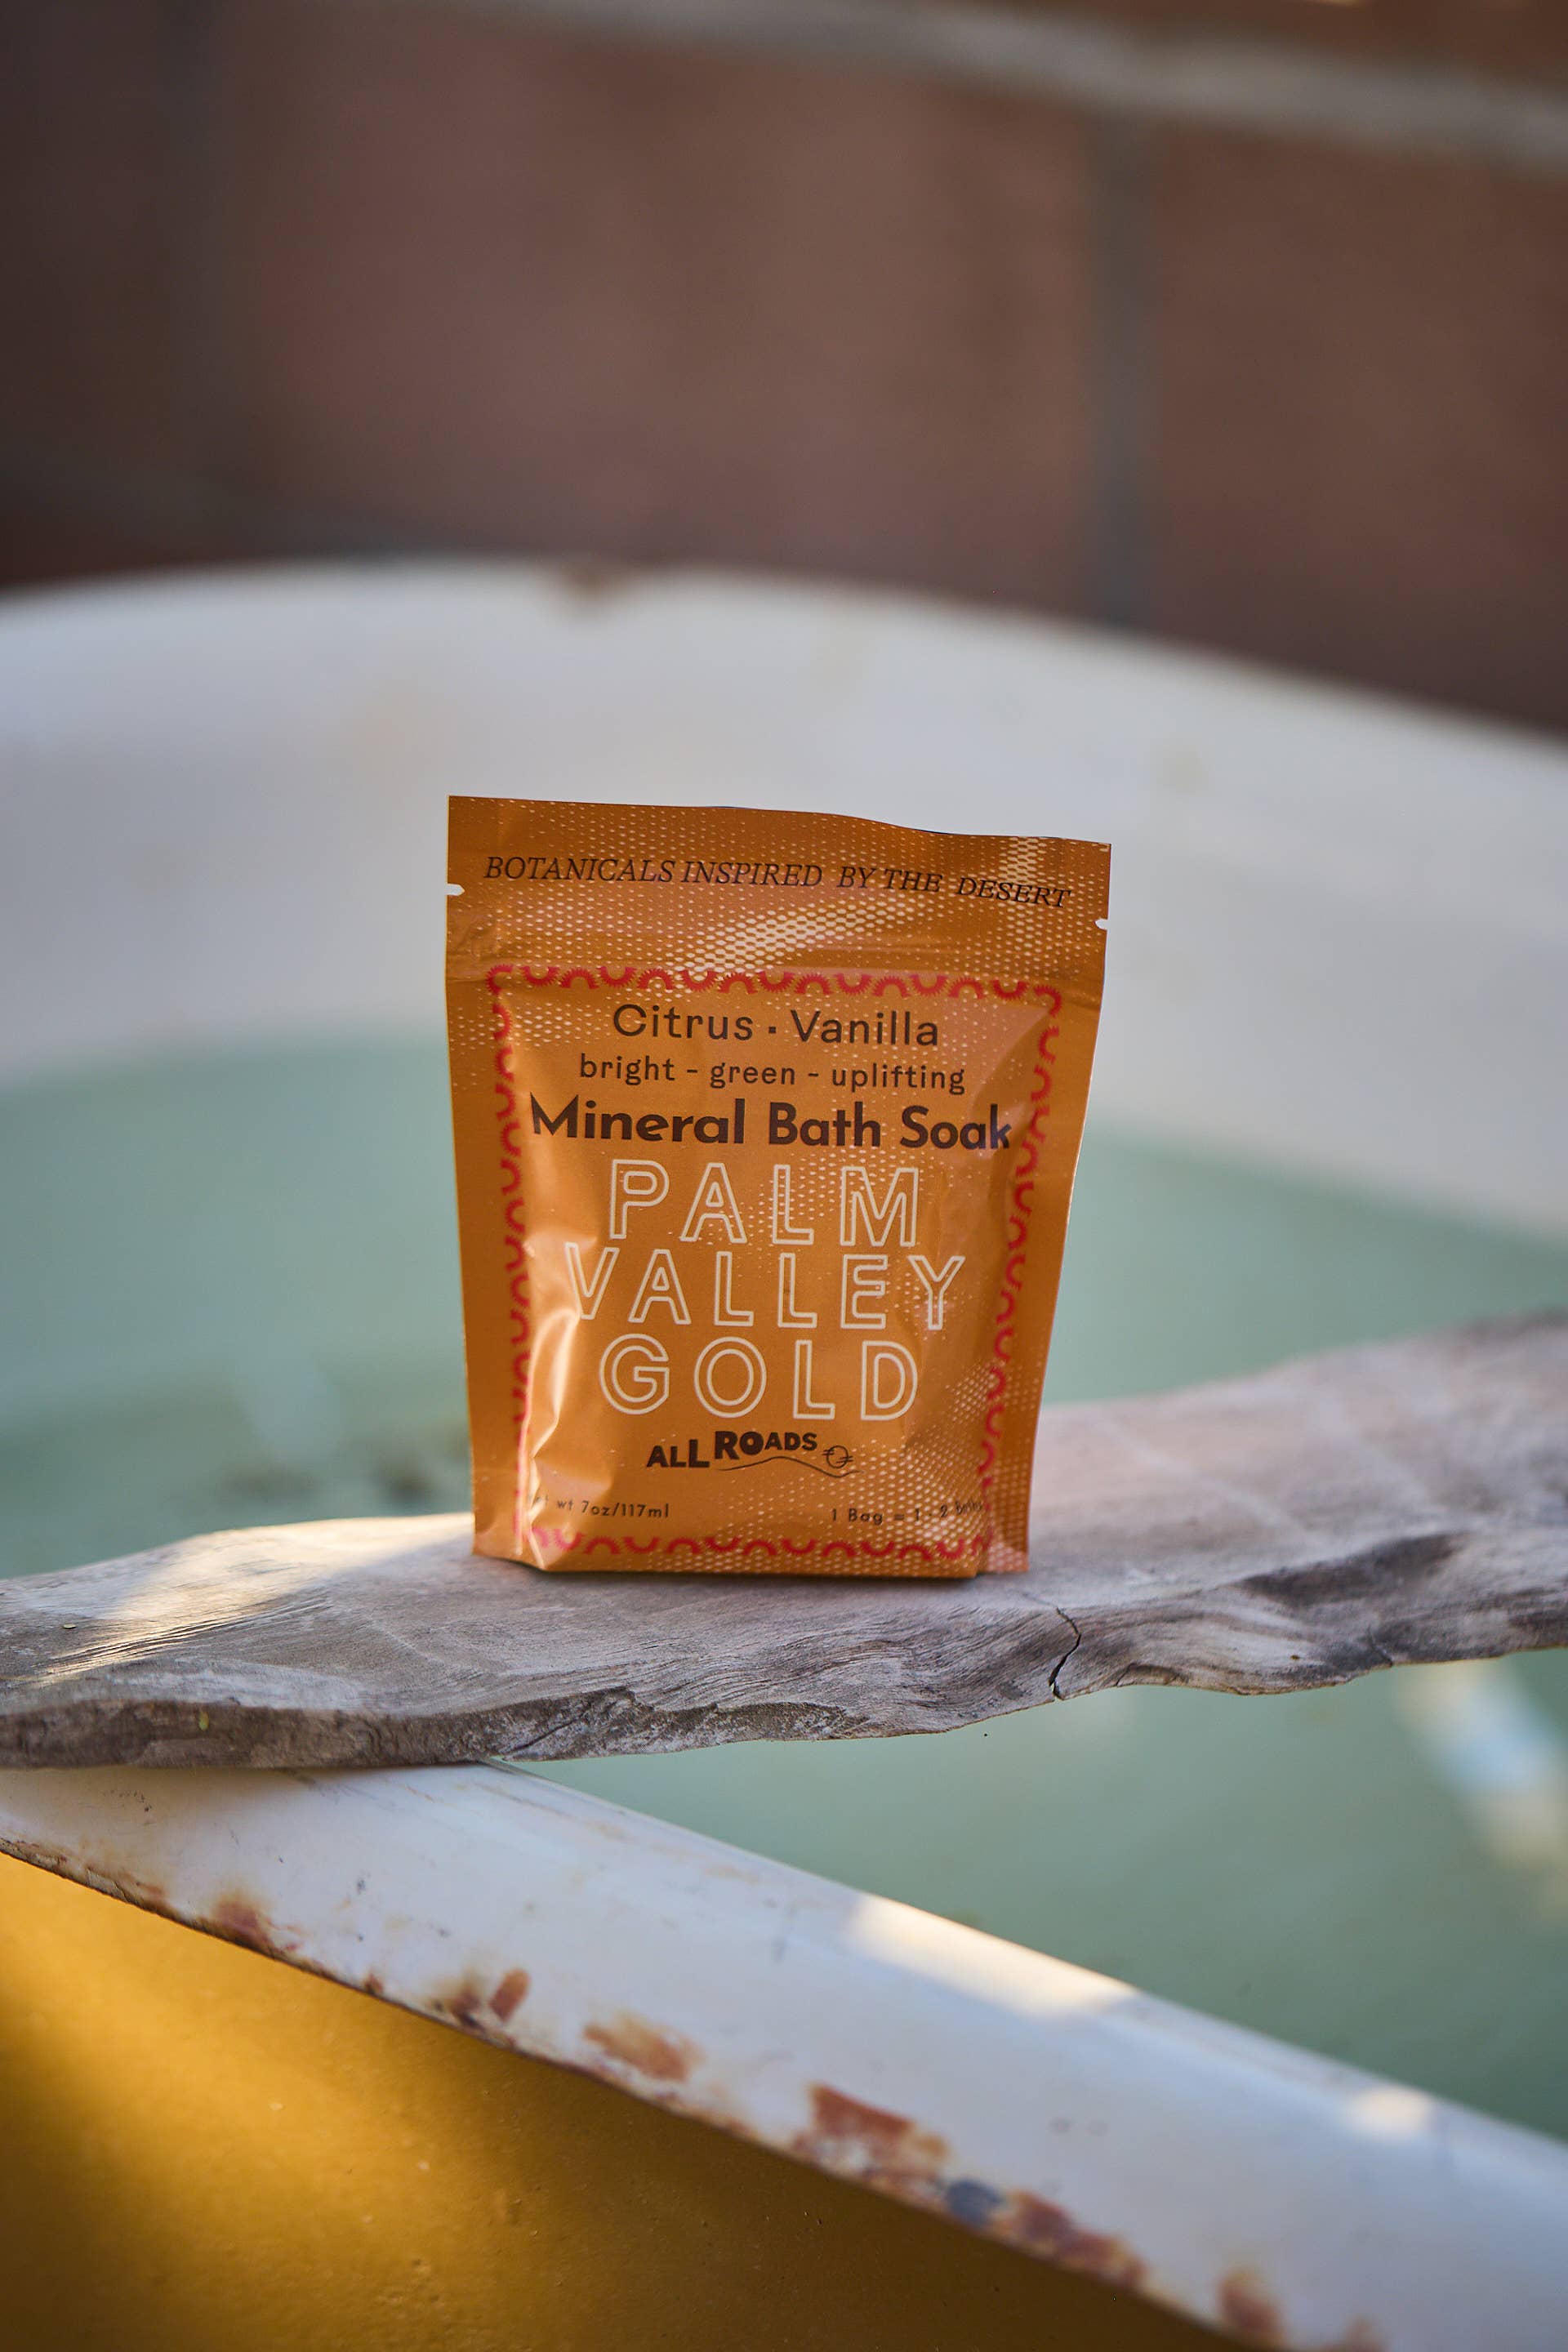 BOTANICALS INSPIRED BY THE DESERT
Citrus · Vanilla
bright - green - uplifting
Mineral Bath Soak
PALM
VALLEY
GOLD
ALL ROADS
wt 7oz/117ml
1 Bag = 1 - 2